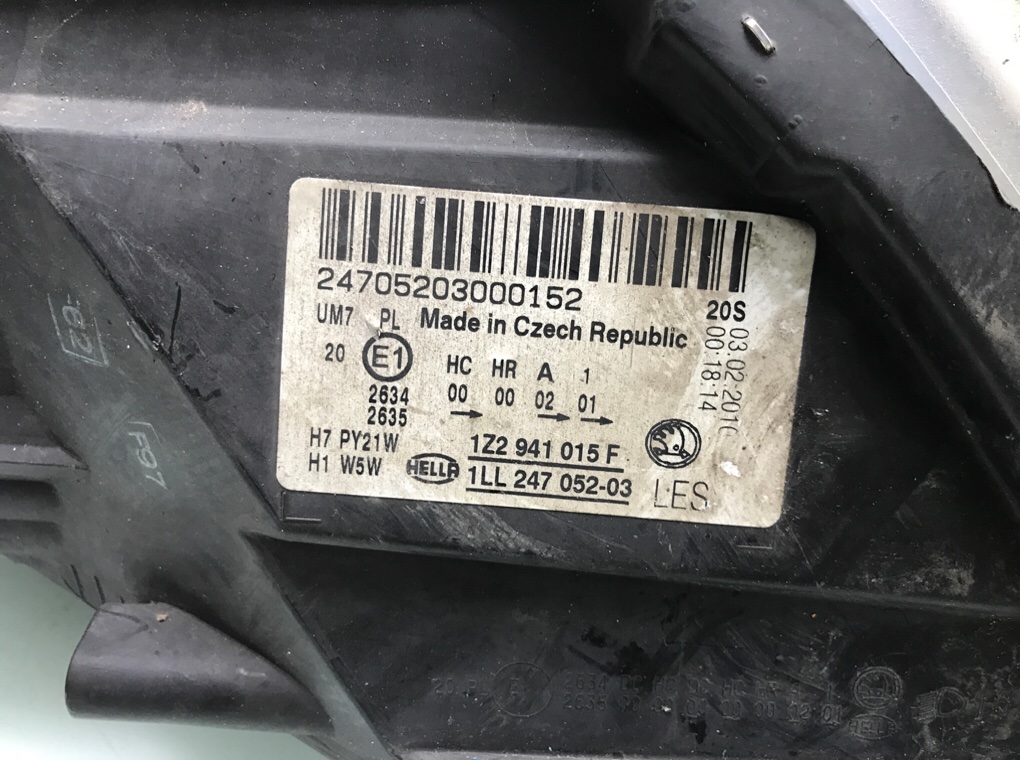 24705203000152
20S
UM7 PL Made in Czech Republic
03.02.2010
00:18:14
20 E1 HC HR A 1
2634 00 00 02 01
2635
H7 PY21W 1Z2 941 015 F
H1 W5W HELLA 1LL 247 052-03 LES